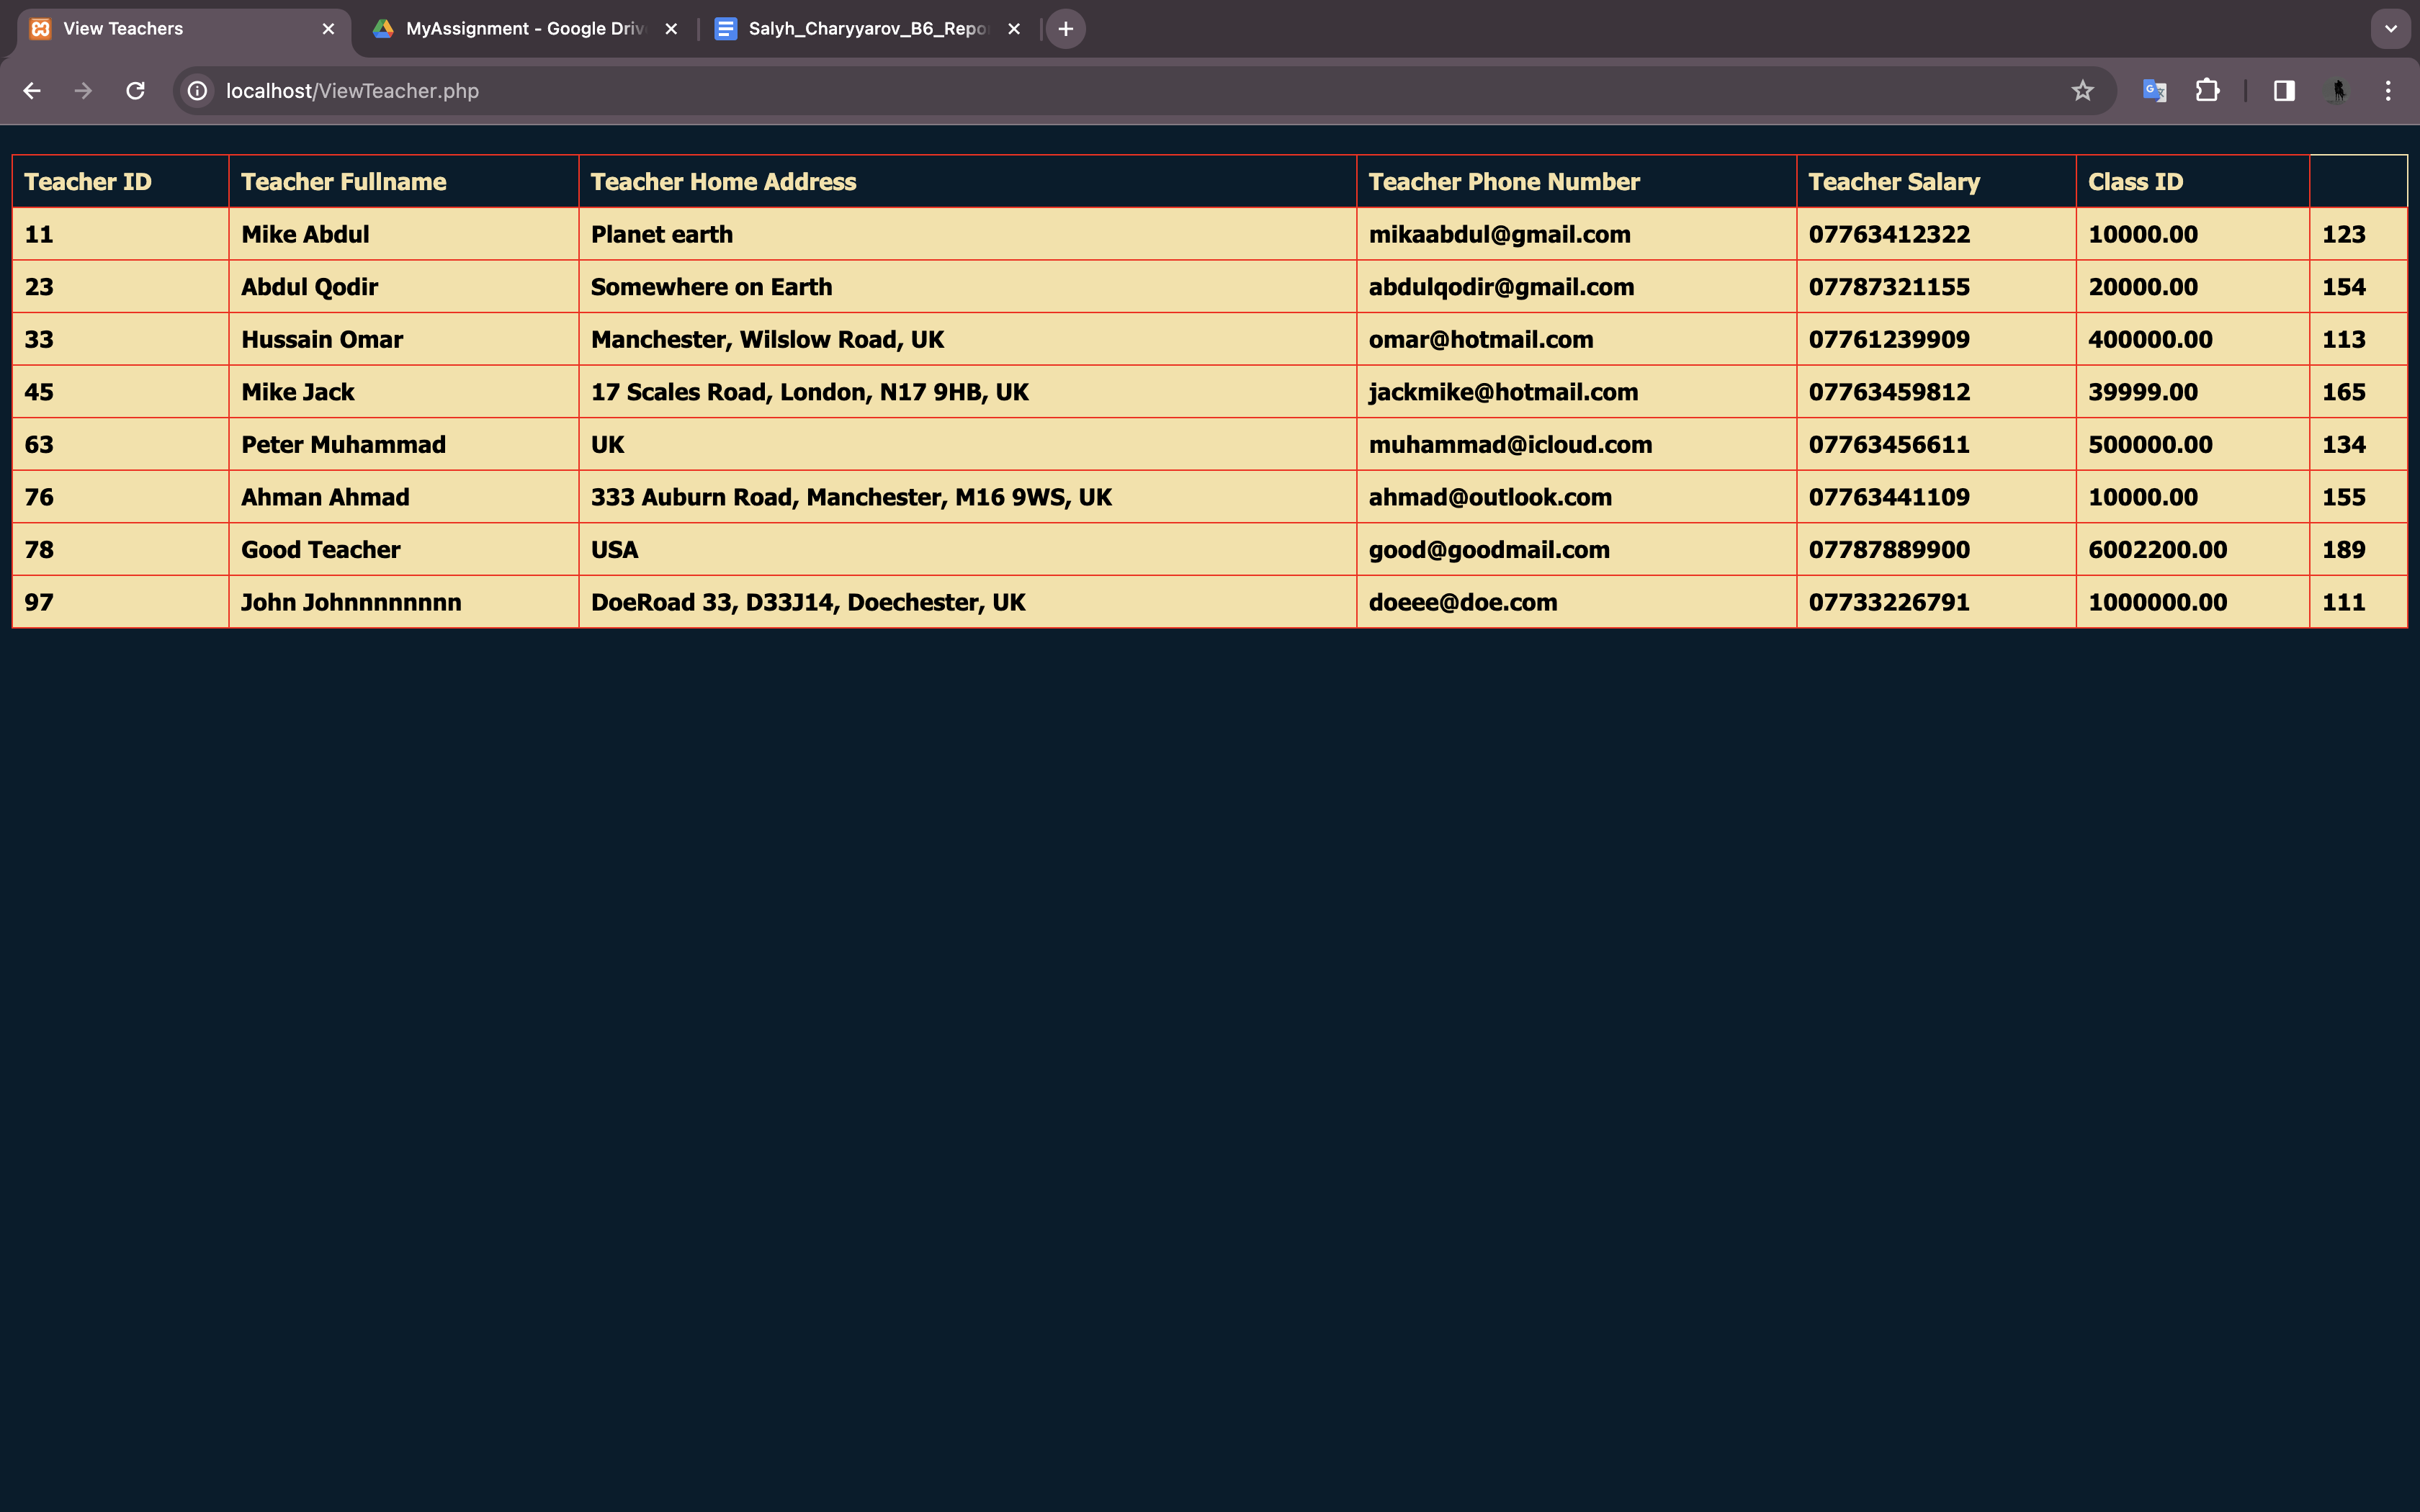 View Teachers
MyAssignment - Google Driv
Salyh_Charyyarov_B6_Repo
localhost/ViewTeacher.php
Teacher ID Teacher Fullname Teacher Home Address Teacher Phone Number Teacher Salary Class ID
11 Mike Abdul Planet earth mikaabdul@gmail.com 07763412322 10000.00 123
23 Abdul Qodir Somewhere on Earth abdulqodir@gmail.com 07787321155 20000.00 154
33 Hussain Omar Manchester, Wilslow Road, UK omar@hotmail.com 07761239909 400000.00 113
45 Mike Jack 17 Scales Road, London, N17 9HB, UK jackmike@hotmail.com 07763459812 39999.00 165
63 Peter Muhammad UK muhammad@icloud.com 07763456611 500000.00 134
76 Ahman Ahmad 333 Auburn Road, Manchester, M16 9WS, UK ahmad@outlook.com 07763441109 10000.00 155
78 Good Teacher USA good@goodmail.com 07787889900 6002200.00 189
97 John Johnnnnnnnn DoeRoad 33, D33J14, Doechester, UK doeee@doe.com 07733226791 1000000.00 111